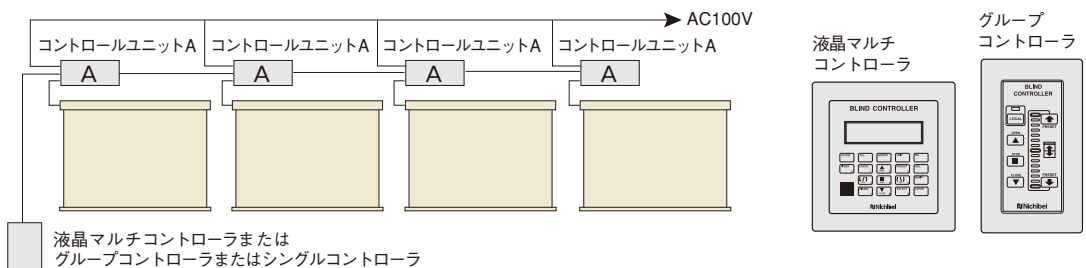 AC100V
コントロールユニットA
コントロールユニットA
コントロールユニットA
コントロールユニットA
A
A
A
A
液晶マルチコントローラまたは
グループコントローラまたはシングルコントローラ
液晶マルチ
コントローラ
BLIND CONTROLLER
Nichibei
グループ
コントローラ
BLIND
CONTROLLER
LOCAL
OPEN
PRESET
STOP
CLOSE
PRESET
Nichibei